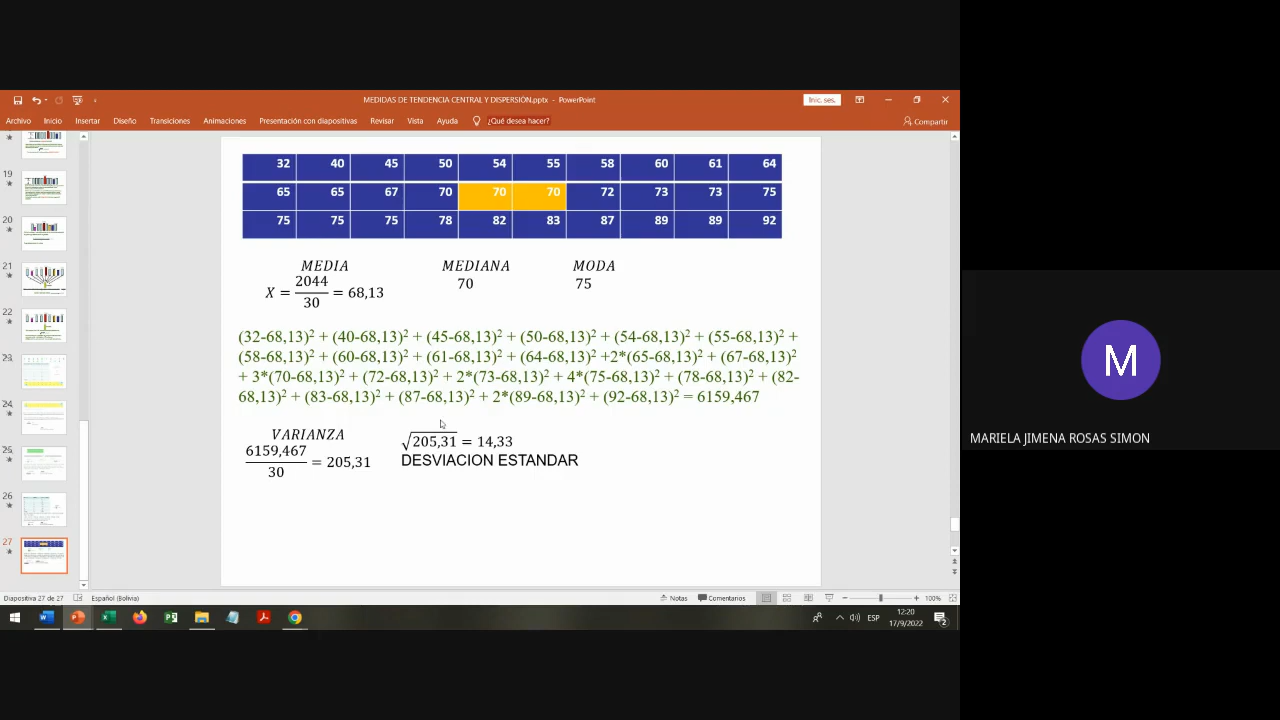 MEDIDAS DE TENDENCIA CENTRAL Y DISPERSIÓN.pptx - PowerPoint
Inic. ses.
Archivo Inicio Insertar Diseño Transiciones Animaciones Presentación con diapositivas Revisar Vista Ayuda ¿Qué desea hacer? Compartir
19
20
21
22
23
24
25
26
27
32 40 45 50 54 55 58 60 61 64
65 65 67 70 70 70 72 73 73 75
75 75 75 78 82 83 87 89 89 92
MEDIA MEDIANA MODA
X = 2044/30 = 68,13 70 75
(32-68,13)² + (40-68,13)² + (45-68,13)² + (50-68,13)² + (54-68,13)² + (55-68,13)² +
(58-68,13)² + (60-68,13)² + (61-68,13)² + (64-68,13)² +2*(65-68,13)² + (67-68,13)²
+ 3*(70-68,13)² + (72-68,13)² + 2*(73-68,13)² + 4*(75-68,13)² + (78-68,13)² + (82-
68,13)² + (83-68,13)² + (87-68,13)² + 2*(89-68,13)² + (92-68,13)² = 6159,467
VARIANZA
6159,467/30 = 205,31
√205,31 = 14,33
DESVIACION ESTANDAR
M
MARIELA JIMENA ROSAS SIMON
Diapositiva 27 de 27 Español (Bolivia) Notas Comentarios 100%
ESP
12:20
17/9/2022
2